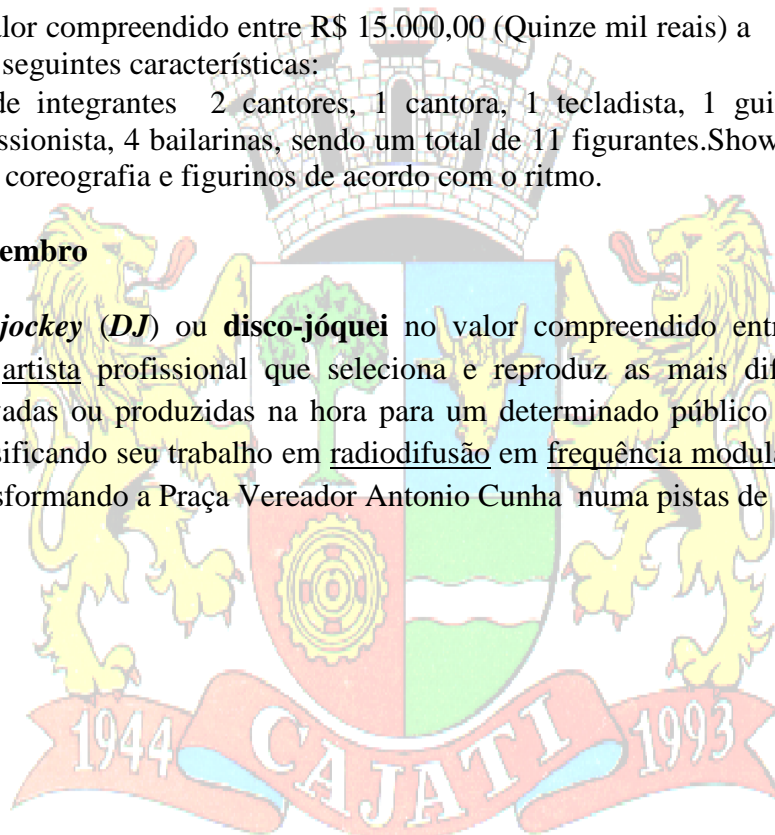 alor compreendido entre R$ 15.000,00 (Quinze mil reais) a
seguintes características:
de integrantes 2 cantores, 1 cantora, 1 tecladista, 1 gui
ssionista, 4 bailarinas, sendo um total de 11 figurantes.Show
coreografia e figurinos de acordo com o ritmo.
embro
jockey (DJ) ou disco-jóquei no valor compreendido entr
artista profissional que seleciona e reproduz as mais dif
vadas ou produzidas na hora para um determinado público
sificando seu trabalho em radiodifusão em frequência modula
sformando a Praça Vereador Antonio Cunha numa pistas de
1944 CAJATI 1993